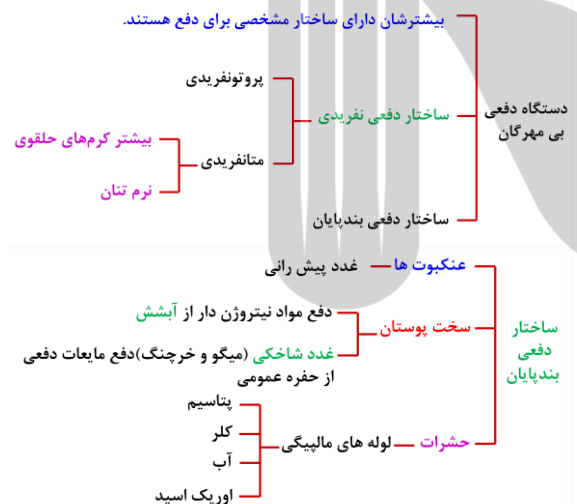 بیشترشان دارای ساختار مشخصی برای دفع هستند.
دستگاه دفعی
بی مهرگان
ساختار دفعی نفریدی
پروتونفریدی
متانفریدی
بیشتر کرم‌های حلقوی
نرم تنان
ساختار دفعی بندپایان
ساختار
دفعی
بندپایان
عنکبوت ها
غدد پیش رانی
سخت پوستان
دفع مواد نیتروژن دار از آبشش
غدد شاخکی (میگو و خرچنگ)دفع مایعات دفعی
از حفره عمومی
حشرات
لوله های مالپیگی
پتاسیم
کلر
آب
اوریک اسید